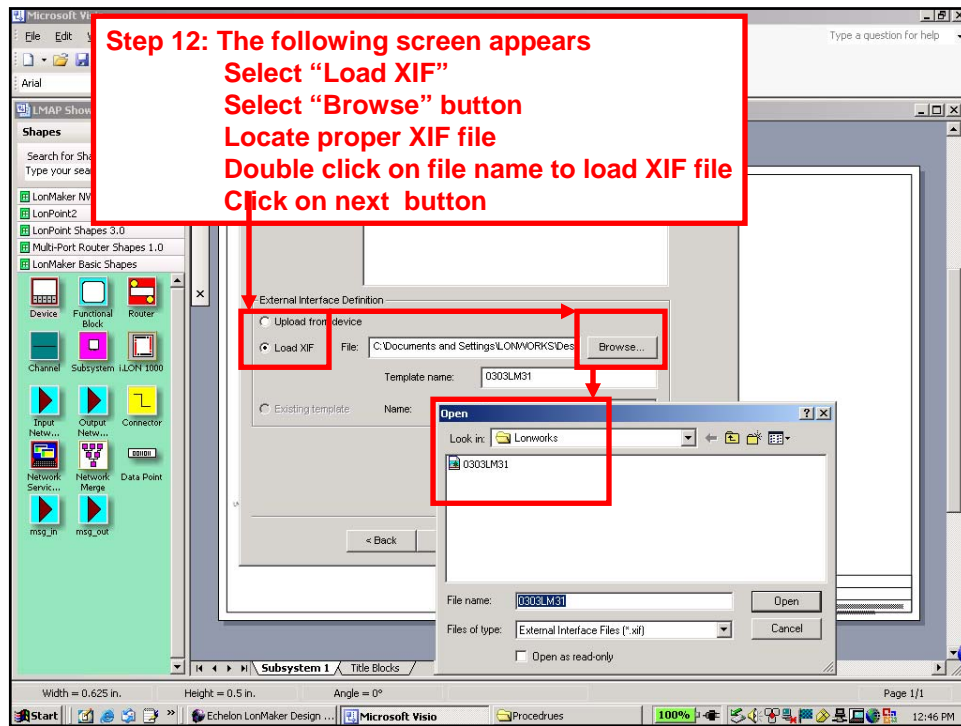 Microsoft Vi
File Edit V
Type a question for help
Arial
Step 12: The following screen appears
Select “Load XIF”
Select “Browse” button
Locate proper XIF file
Double click on file name to load XIF file
Click on next button
LMAP Show
Shapes
Search for Sha
Type your sea
LonMaker NV
LonPoint2
LonPoint Shapes 3.0
Multi-Port Router Shapes 1.0
LonMaker Basic Shapes
Device
Functional Block
Router
Channel
Subsystem
i.LON 1000
Input Netw...
Output Netw...
Connector
Network Servic...
Network Merge
Data Point
msg_in
msg_out
External Interface Definition
Upload from device
Load XIF File: C:\Documents and Settings\LONWORKS\Des Browse...
Template name: 0303LM31
Existing template Name:
< Back
Open
Look in: Lonworks
0303LM31
File name: 0303LM31 Open
Files of type: External Interface Files (*.xif) Cancel
Open as read-only
Subsystem 1 Title Blocks
Width = 0.625 in. Height = 0.5 in. Angle = 0° Page 1/1
Start » Echelon LonMaker Design ... Microsoft Visio Procedrues 100% 12:46 PM